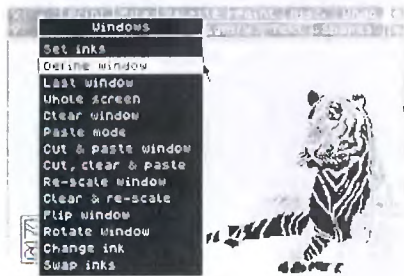 Windows
Set inks
Define window
Last window
Whole screen
Clear window
Paste mode
Cut & paste window
Cut, clear & paste
Re-scale window
Clear & re-scale
Flip window
Rotate window
Change ink
Swap inks